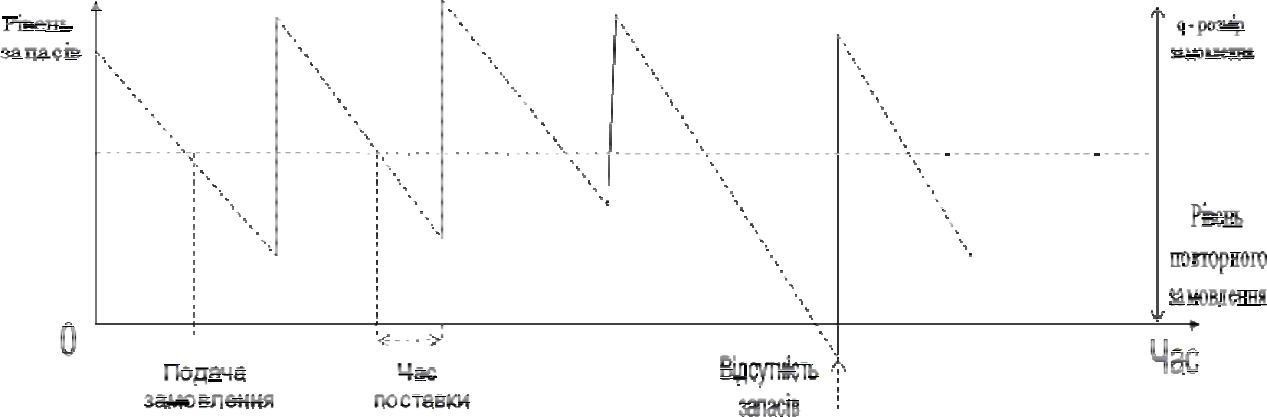 Рівень
запасів
q - розмір
замовлення
Рівень
повторного
замовлення
0
Час
Подача
замовлення
Час
поставки
Відсутність
запасів